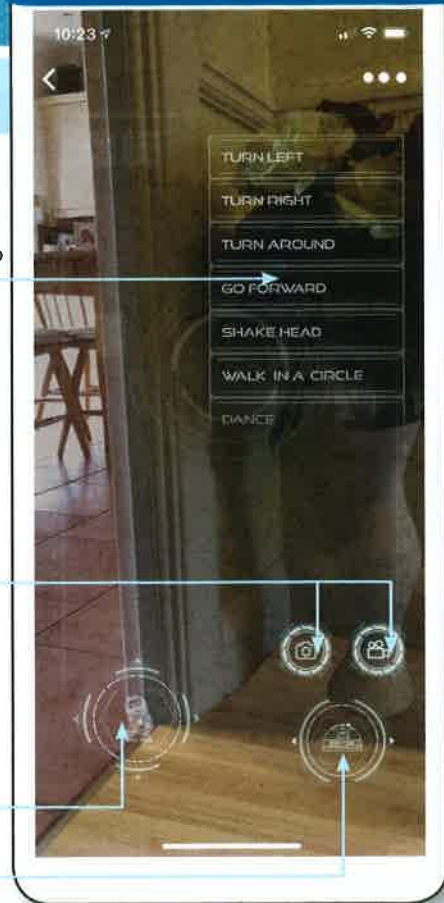 10:23
TURN LEFT
TURN RIGHT
TURN AROUND
GO FORWARD
SHAKE HEAD
WALK IN A CIRCLE
DANCE